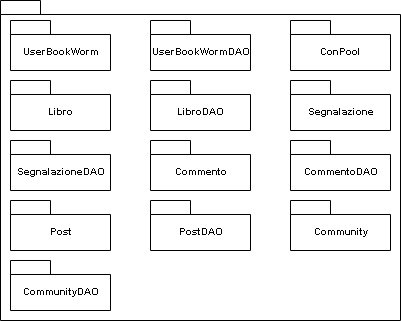 UserBookWorm
UserBookWormDAO
ConPool
Libro
LibroDAO
Segnalazione
SegnalazioneDAO
Commento
CommentoDAO
Post
PostDAO
Community
CommunityDAO